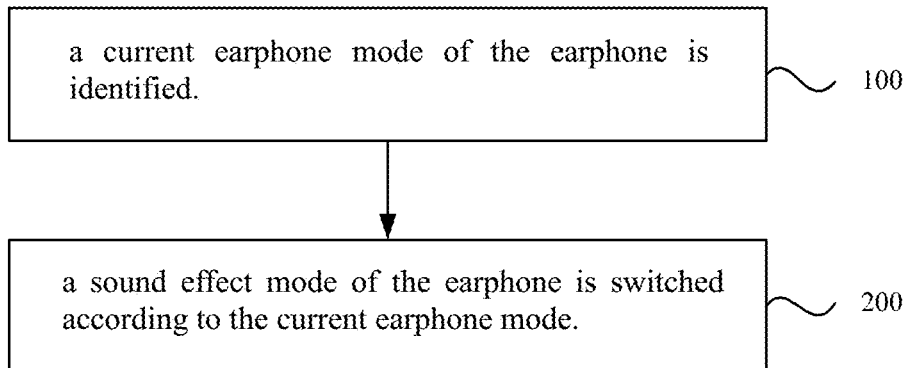 a current earphone mode of the earphone is
identified.
100
a sound effect mode of the earphone is switched
according to the current earphone mode.
200